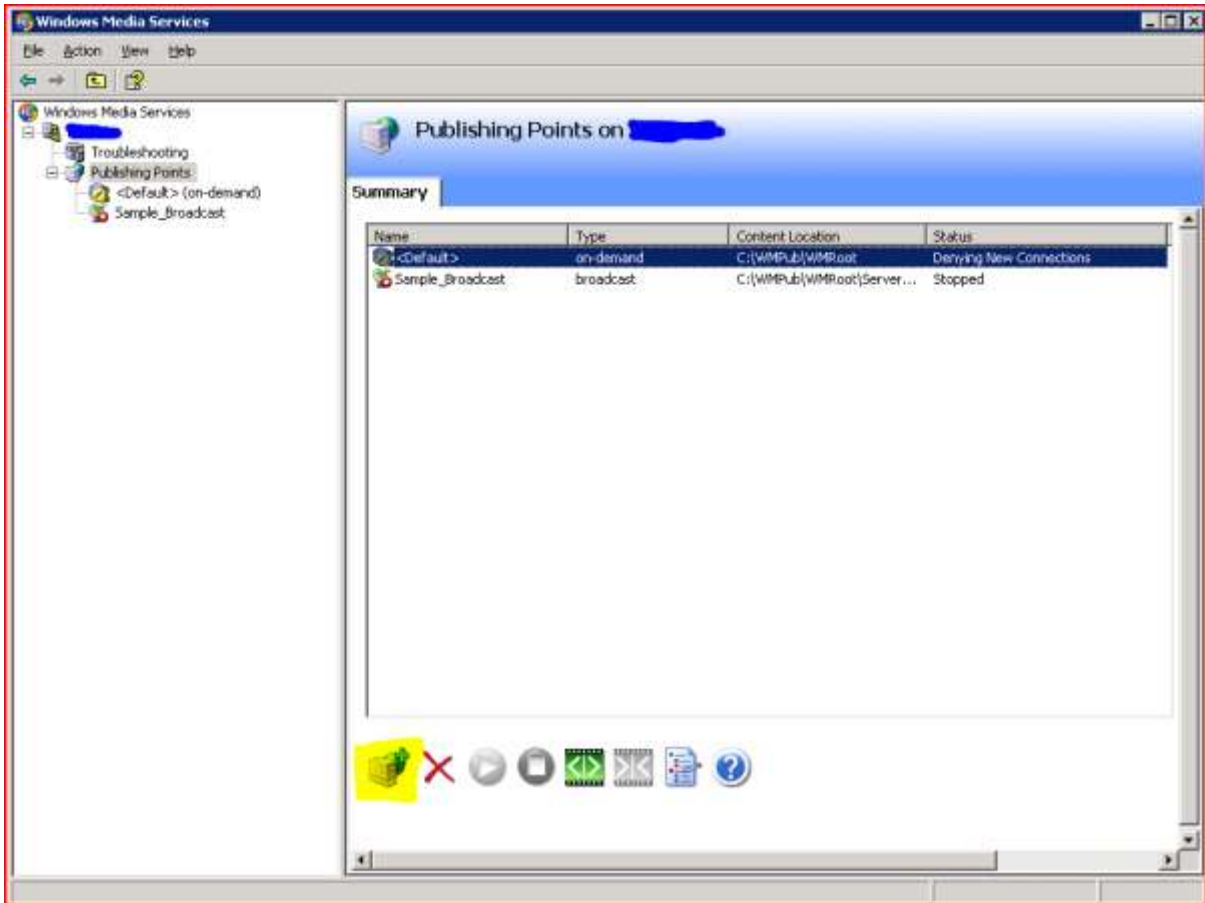 Windows Media Services
File Action View Help
Windows Media Services
Troubleshooting
Publishing Points
<Default> (on-demand)
Sample_Broadcast
Publishing Points on
Summary
Name Type Content Location Status
<Default> on-demand C:\WMPub\WMRoot Denying New Connections
Sample_Broadcast broadcast C:\WMPub\WMRoot\Server... Stopped